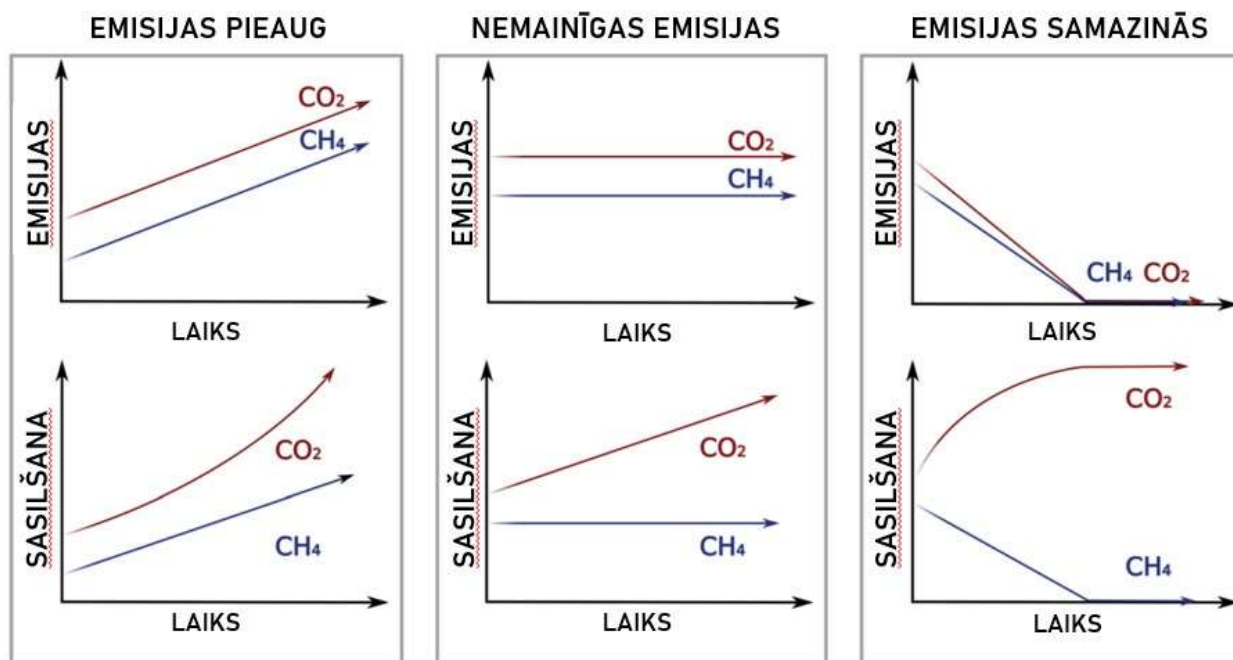 EMISIJAS PIEAUG
EMISIJAS
CO₂
CH₄
LAIKS
SASILŠANA
CO₂
CH₄
LAIKS
NEMAINĪGAS EMISIJAS
EMISIJAS
CO₂
CH₄
LAIKS
SASILŠANA
CO₂
CH₄
LAIKS
EMISIJAS SAMAZINĀS
EMISIJAS
CH₄ CO₂
LAIKS
SASILŠANA
CO₂
CH₄
LAIKS